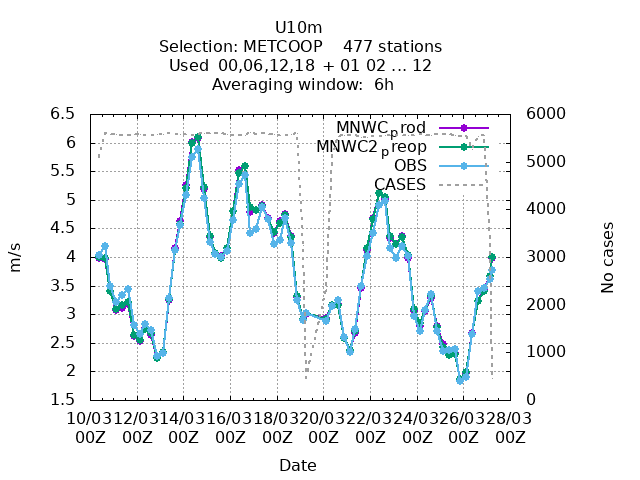 U10m
Selection: METCOOP    477 stations
Used  00,06,12,18 + 01 02 ... 12
Averaging window:  6h
6.5
6
5.5
5
4.5
4
3.5
3
2.5
2
1.5
m/s
6000
5000
4000
3000
2000
1000
0
No cases
MNWCprod
MNWC2preop
OBS
CASES
10/03 12/03 14/03 16/03 18/03 20/03 22/03 24/03 26/03 28/03
00Z 00Z 00Z 00Z 00Z 00Z 00Z 00Z 00Z 00Z
Date